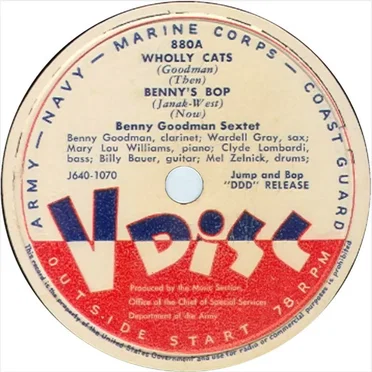 ARMY — NAVY — MARINE CORPS — COAST GUARD
880A
WHOLLY CATS
(Goodman)
(Then)
BENNY'S BOP
(Janak-West)
(Now)
Benny Goodman Sextet
Benny Goodman, clarinet; Wardell Gray, sax;
Mary Lou Williams, piano; Clyde Lombardi,
bass; Billy Bauer, guitar; Mel Zelnick, drums;
J640-1070
Jump and Bop
"DDD" RELEASE
V DISC
Produced by the Music Section,
Office of the Chief of Special Services
Department of the Army
OUTSIDE START 78 RPM
This record is the property of the United States Government and use for radio or commercial purposes is prohibited